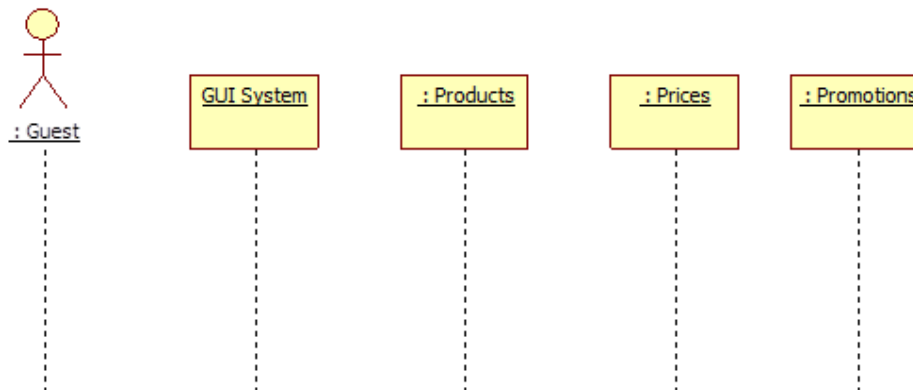 : Guest
GUI System
: Products
: Prices
: Promotions